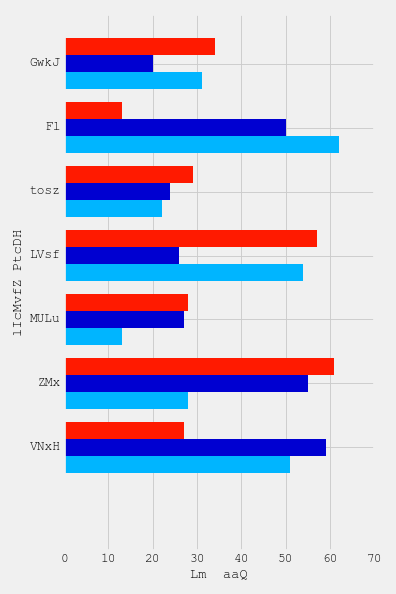 GwkJ
Fl
tosz
LVsf
MULu
ZMx
VNxH
lIcMvfZ PtcDH
0 10 20 30 40 50 60 70
Lm aaQ